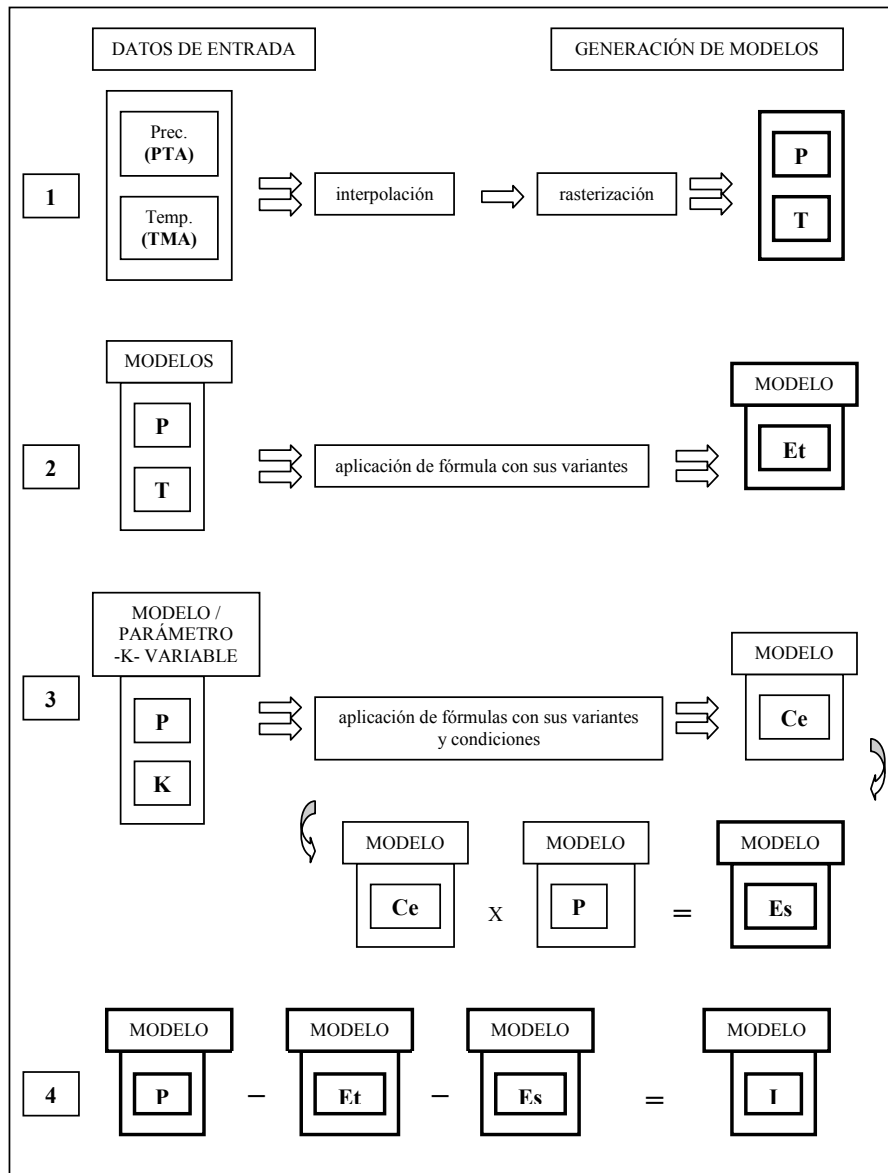 DATOS DE ENTRADA
GENERACIÓN DE MODELOS
1
Prec.
(PTA)
Temp.
(TMA)
interpolación
rasterización
P
T
2
MODELOS
P
T
aplicación de fórmula con sus variantes
MODELO
Et
3
MODELO /
PARÁMETRO
-K- VARIABLE
P
K
aplicación de fórmulas con sus variantes
y condiciones
MODELO
Ce
MODELO
Ce
X
MODELO
P
=
MODELO
Es
4
MODELO
P
–
MODELO
Et
–
MODELO
Es
=
MODELO
I